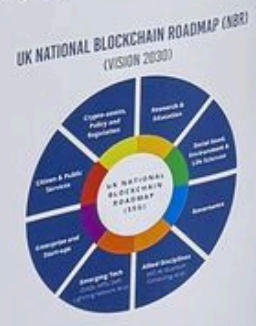 UK NATIONAL BLOCKCHAIN ROADMAP (NBR)
(VISION 2030)
Crypto-assets,
Policy and
Regulation
Research &
Education
Social Good,
Environment &
Life Sciences
Governance
Allied Disciplines
Emerging Tech
Enterprise and
Start-ups
Citizen & Public
Services
UK NATIONAL
BLOCKCHAIN
ROADMAP